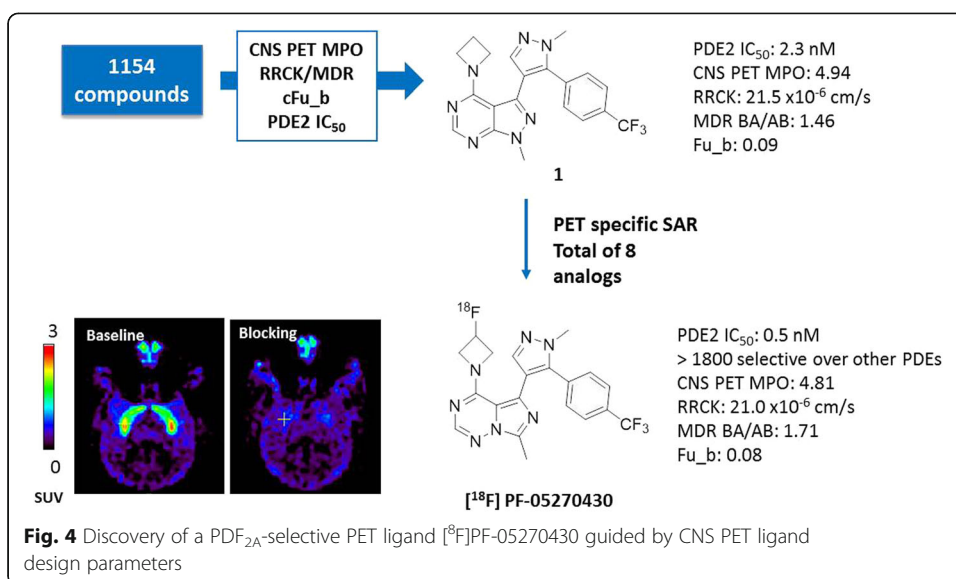 1154
compounds
CNS PET MPO
RRCK/MDR
cFu_b
PDE2 IC50
N
N
N
N
N
N
N
N
CF3
1
PDE2 IC50: 2.3 nM
CNS PET MPO: 4.94
RRCK: 21.5 x10-6 cm/s
MDR BA/AB: 1.46
Fu_b: 0.09
PET specific SAR
Total of 8
analogs
3
0
SUV
Baseline
Blocking
18F
N
N
N
N
N
N
N
N
CF3
[18F] PF-05270430
PDE2 IC50: 0.5 nM
> 1800 selective over other PDEs
CNS PET MPO: 4.81
RRCK: 21.0 x10-6 cm/s
MDR BA/AB: 1.71
Fu_b: 0.08
Fig. 4 Discovery of a PDF2A-selective PET ligand [8F]PF-05270430 guided by CNS PET ligand
design parameters